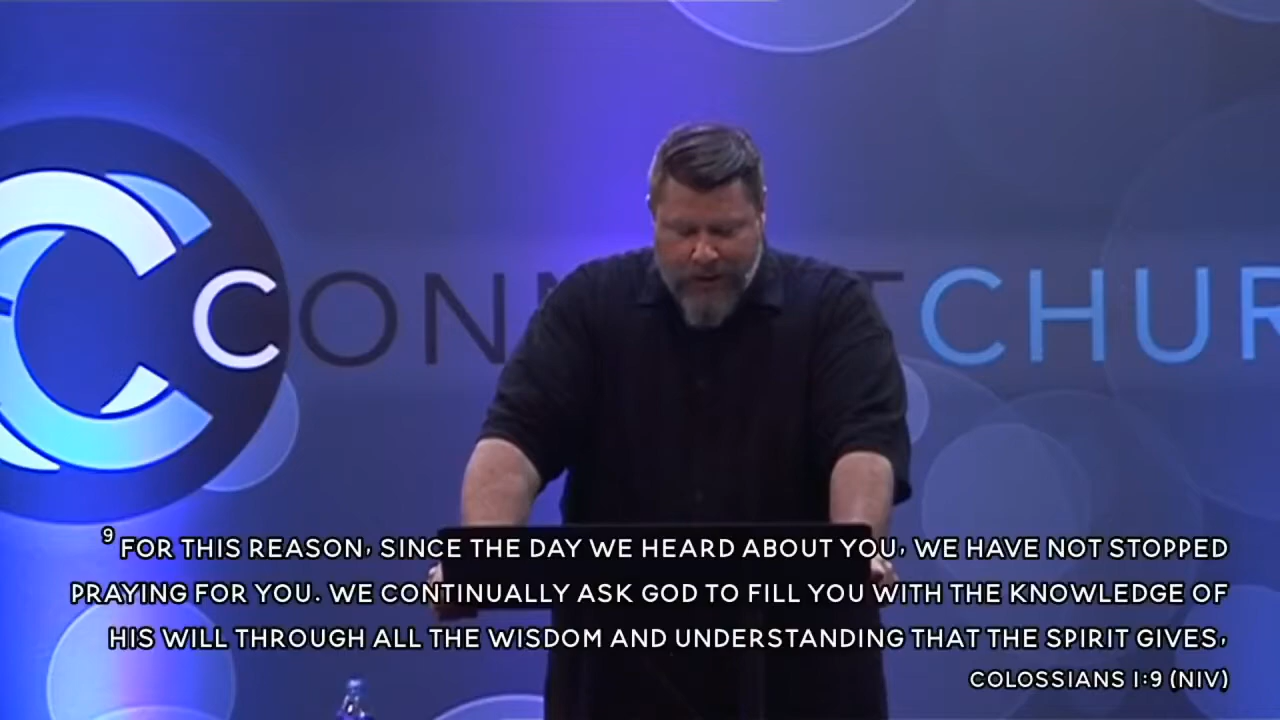 CONN T CHUR
9 FOR THIS REASON, SINCE THE DAY WE HEARD ABOUT YOU, WE HAVE NOT STOPPED
PRAYING FOR YOU. WE CONTINUALLY ASK GOD TO FILL YOU WITH THE KNOWLEDGE OF
HIS WILL THROUGH ALL THE WISDOM AND UNDERSTANDING THAT THE SPIRIT GIVES,
COLOSSIANS 1:9 (NIV)